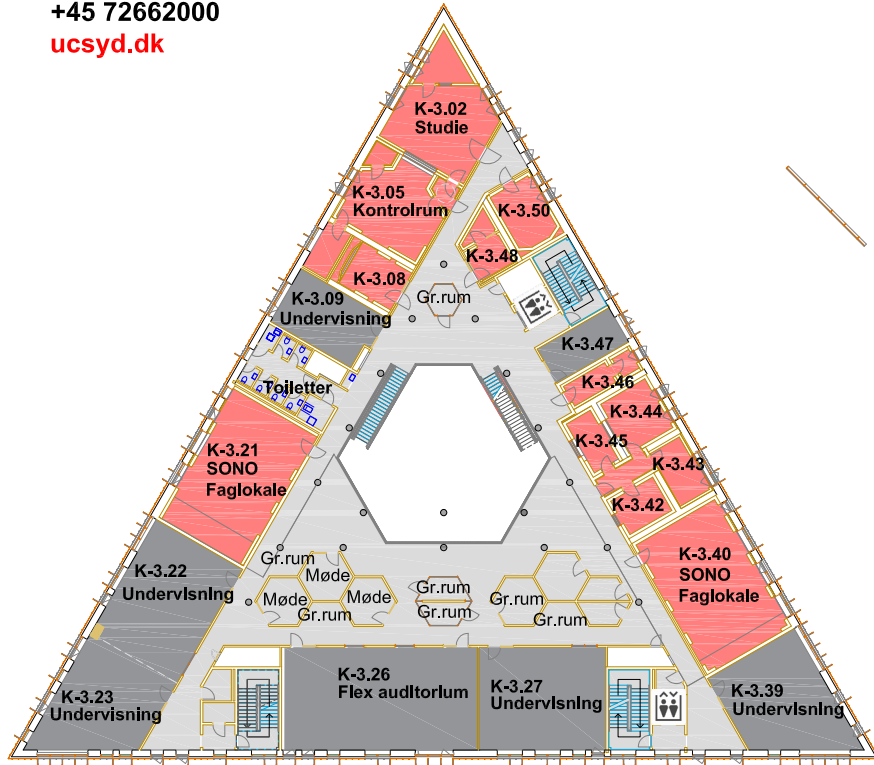 +45 72662000
ucsyd.dk
K-3.02
Studie
K-3.05
Kontrolrum
K-3.50
K-3.48
K-3.08
Gr.rum
K-3.09
Undervisning
K-3.47
K-3.46
Toiletter
K-3.44
K-3.45
K-3.21
SONO
Faglokale
K-3.43
K-3.42
K-3.40
SONO
Faglokale
Gr.rum
K-3.22
Undervisning
Møde
Møde
Møde
Gr.rum
Gr.rum
Gr.rum
Gr.rum
Gr.rum
K-3.26
Flex auditorium
K-3.27
Undervisning
K-3.23
Undervisning
K-3.39
Undervisning